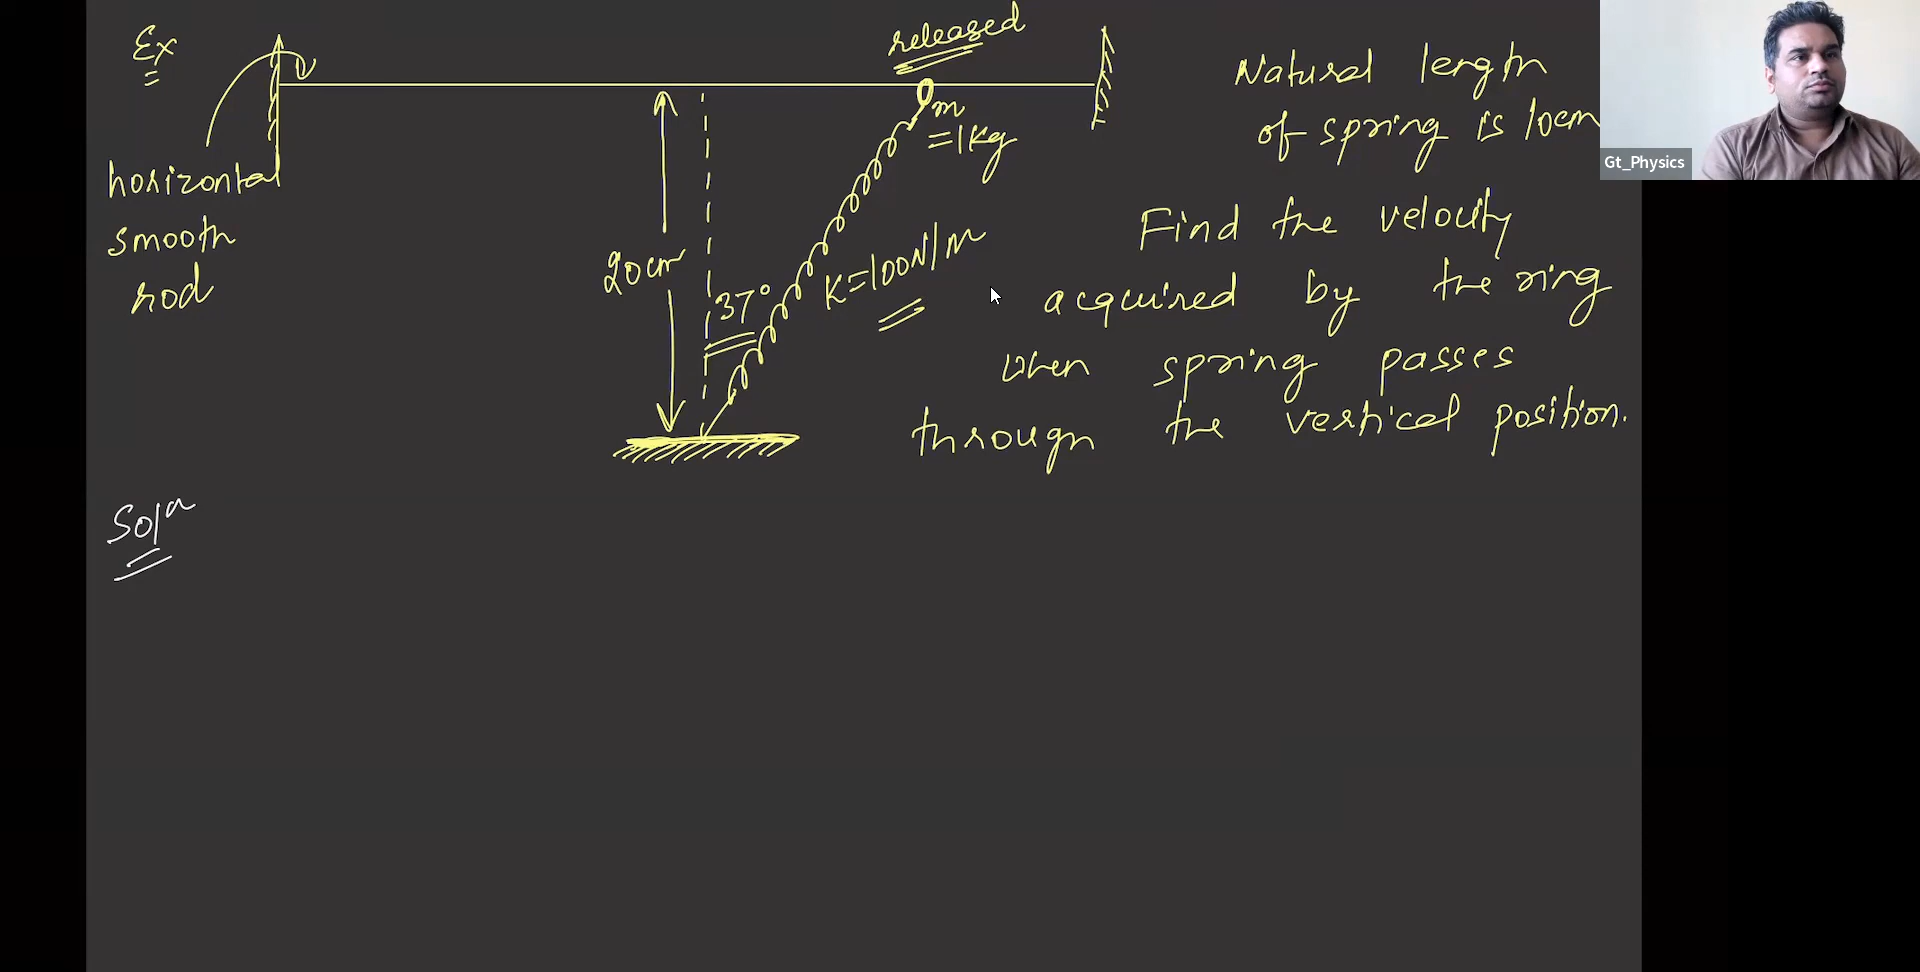 Ex
released
Natural length
of spring is 10cm
Gt_Physics
m
=1Kg
horizontal
smooth
rod
20cm
37°
K=100N/m
Find the velocity
acquired by the ring
when spring passes
through the vertical position.
Solⁿ